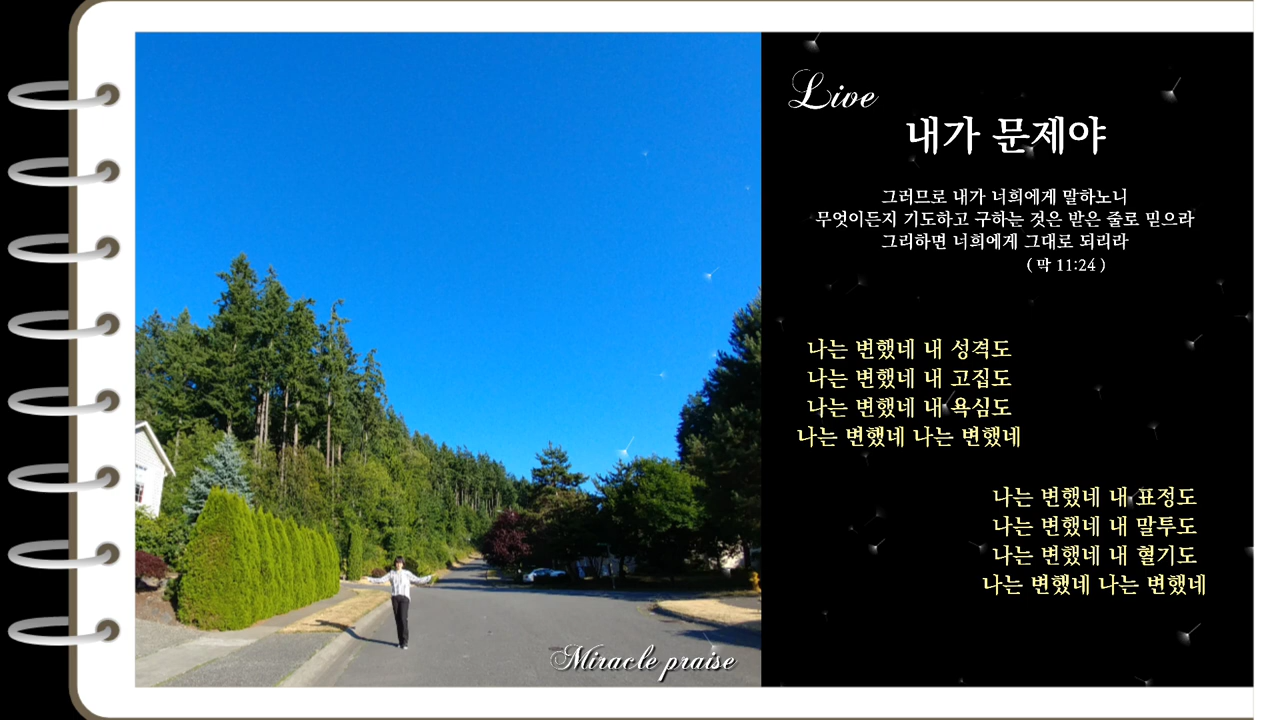 Live
내가 문제야
그러므로 내가 너희에게 말하노니
무엇이든지 기도하고 구하는 것은 받은 줄로 믿으라
그리하면 너희에게 그대로 되리라
( 막 11:24 )
나는 변했네 내 성격도
나는 변했네 내 고집도
나는 변했네 내 욕심도
나는 변했네 나는 변했네
나는 변했네 내 표정도
나는 변했네 내 말투도
나는 변했네 내 혈기도
나는 변했네 나는 변했네
Miracle praise